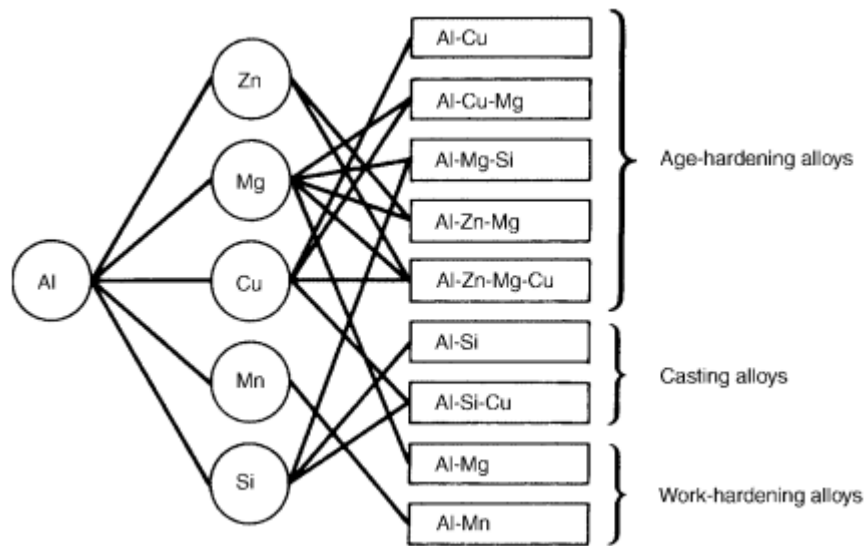 Al
Zn
Mg
Cu
Mn
Si
Al-Cu
Al-Cu-Mg
Al-Mg-Si
Al-Zn-Mg
Al-Zn-Mg-Cu
Al-Si
Al-Si-Cu
Al-Mg
Al-Mn
Age-hardening alloys
Casting alloys
Work-hardening alloys